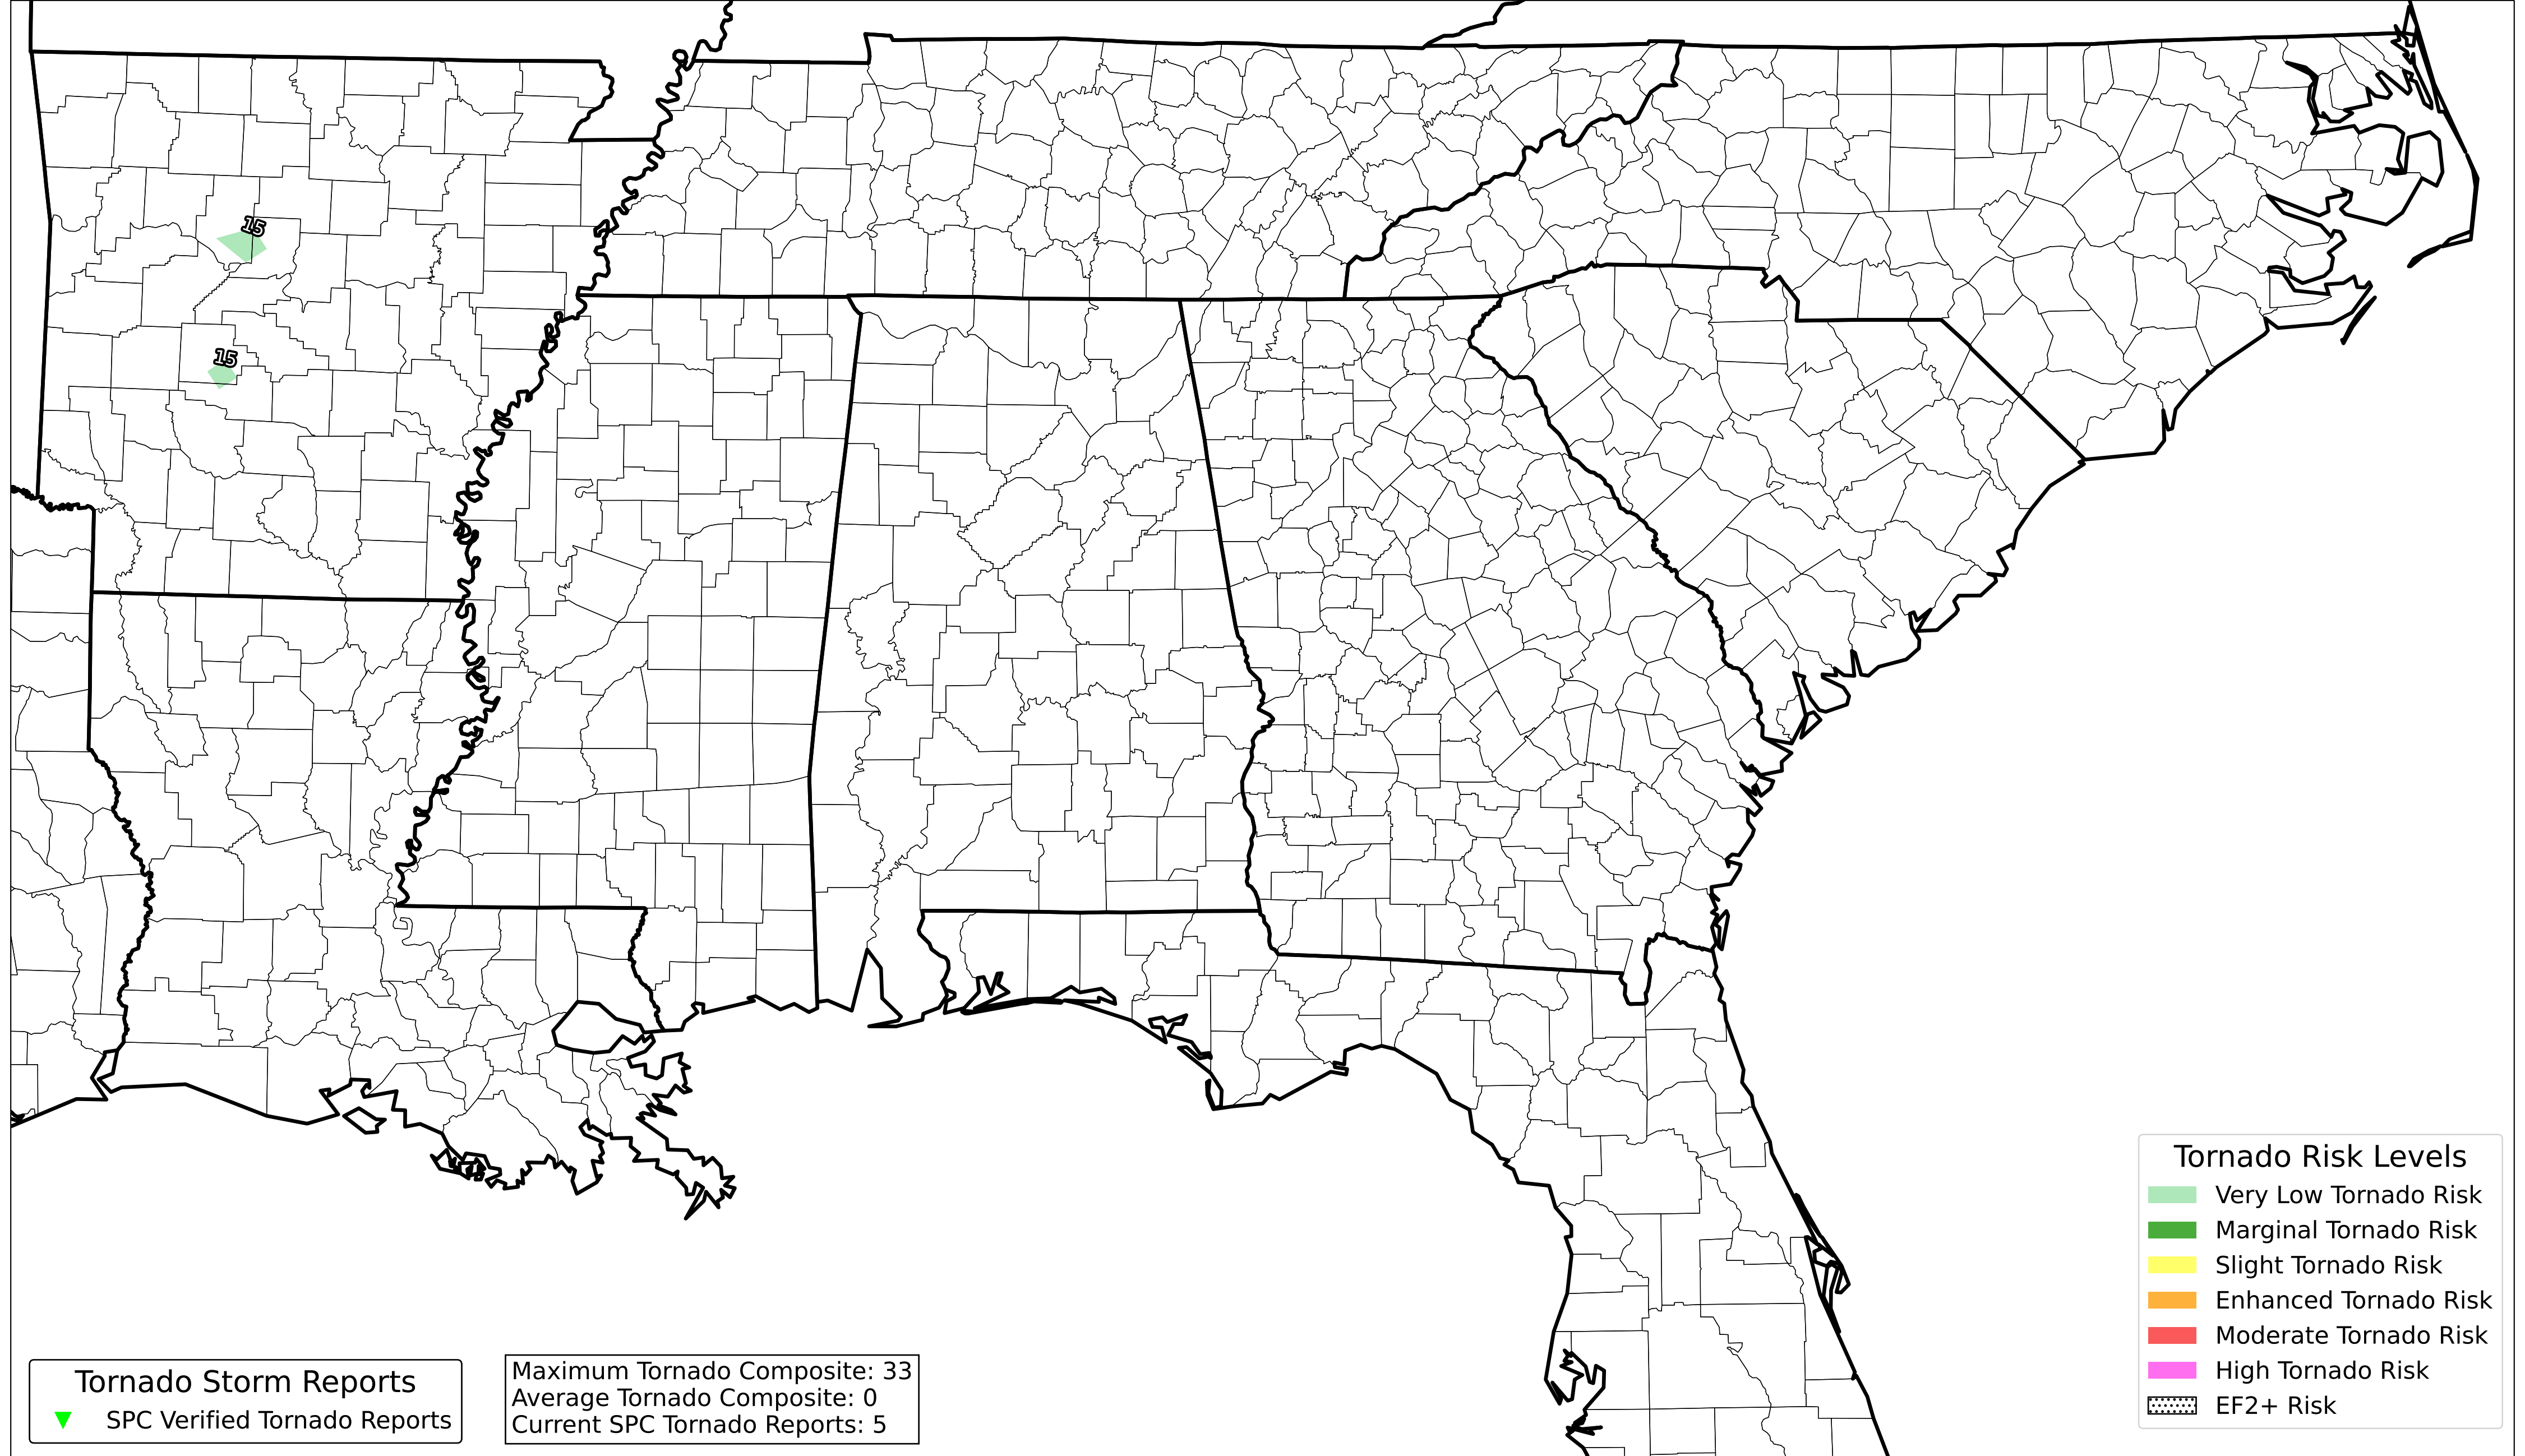 15
15
Tornado Risk Levels
Very Low Tornado Risk
Marginal Tornado Risk
Slight Tornado Risk
Enhanced Tornado Risk
Moderate Tornado Risk
High Tornado Risk
EF2+ Risk
Tornado Storm Reports
SPC Verified Tornado Reports
Maximum Tornado Composite: 33
Average Tornado Composite: 0
Current SPC Tornado Reports: 5